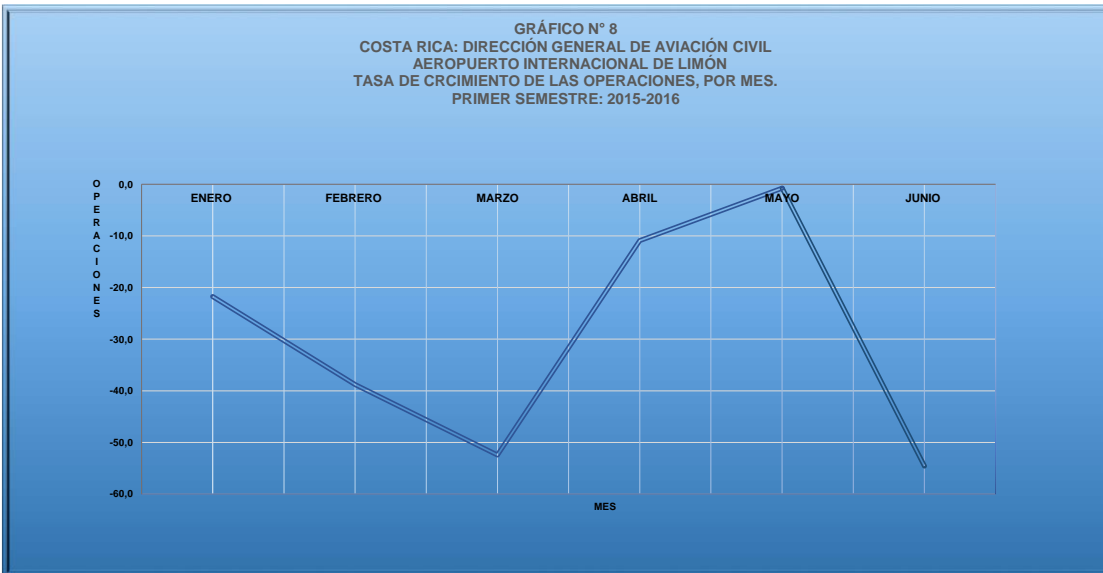 GRÁFICO N° 8
COSTA RICA: DIRECCIÓN GENERAL DE AVIACIÓN CIVIL
AEROPUERTO INTERNACIONAL DE LIMÓN
TASA DE CRCIMIENTO DE LAS OPERACIONES, POR MES.
PRIMER SEMESTRE: 2015-2016
OPERACIONES
0,0
-10,0
-20,0
-30,0
-40,0
-50,0
-60,0
ENERO FEBRERO MARZO ABRIL MAYO JUNIO
MES